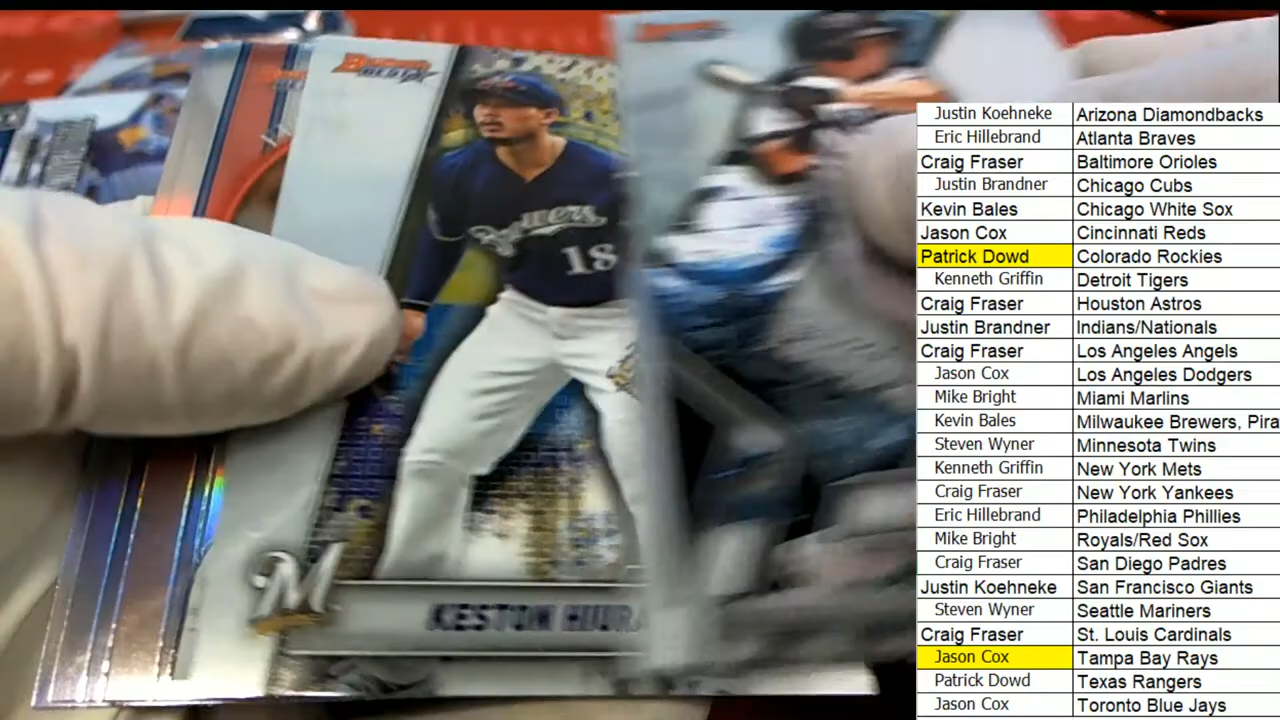 BOWMAN'S BEST
Brewers
18
M
KESTON HIURA
Justin Koehneke Arizona Diamondbacks
Eric Hillebrand Atlanta Braves
Craig Fraser Baltimore Orioles
Justin Brandner Chicago Cubs
Kevin Bales Chicago White Sox
Jason Cox Cincinnati Reds
Patrick Dowd Colorado Rockies
Kenneth Griffin Detroit Tigers
Craig Fraser Houston Astros
Justin Brandner Indians/Nationals
Craig Fraser Los Angeles Angels
Jason Cox Los Angeles Dodgers
Mike Bright Miami Marlins
Kevin Bales Milwaukee Brewers, Pira
Steven Wyner Minnesota Twins
Kenneth Griffin New York Mets
Craig Fraser New York Yankees
Eric Hillebrand Philadelphia Phillies
Mike Bright Royals/Red Sox
Craig Fraser San Diego Padres
Justin Koehneke San Francisco Giants
Steven Wyner Seattle Mariners
Craig Fraser St. Louis Cardinals
Jason Cox Tampa Bay Rays
Patrick Dowd Texas Rangers
Jason Cox Toronto Blue Jays